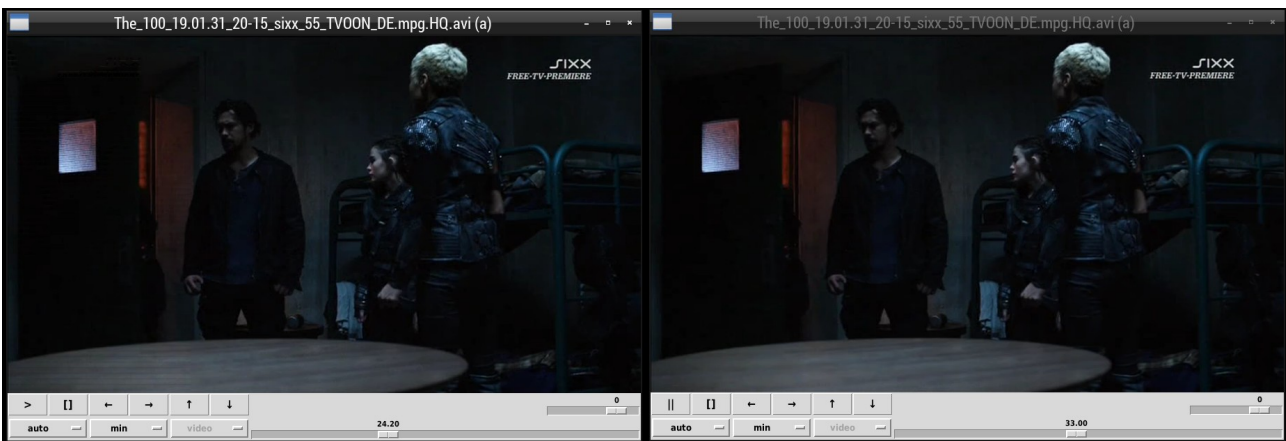 The_100_19.01.31_20-15_sixx_55_TVOON_DE.mpg.HQ.avi (a)
sixx
FREE-TV-PREMIERE
> [] ← → ↑ ↓
0
auto min video
24.20
The_100_19.01.31_20-15_sixx_55_TVOON_DE.mpg.HQ.avi (a)
sixx
FREE-TV-PREMIERE
|| [] ← → ↑ ↓
0
auto min video
33.00